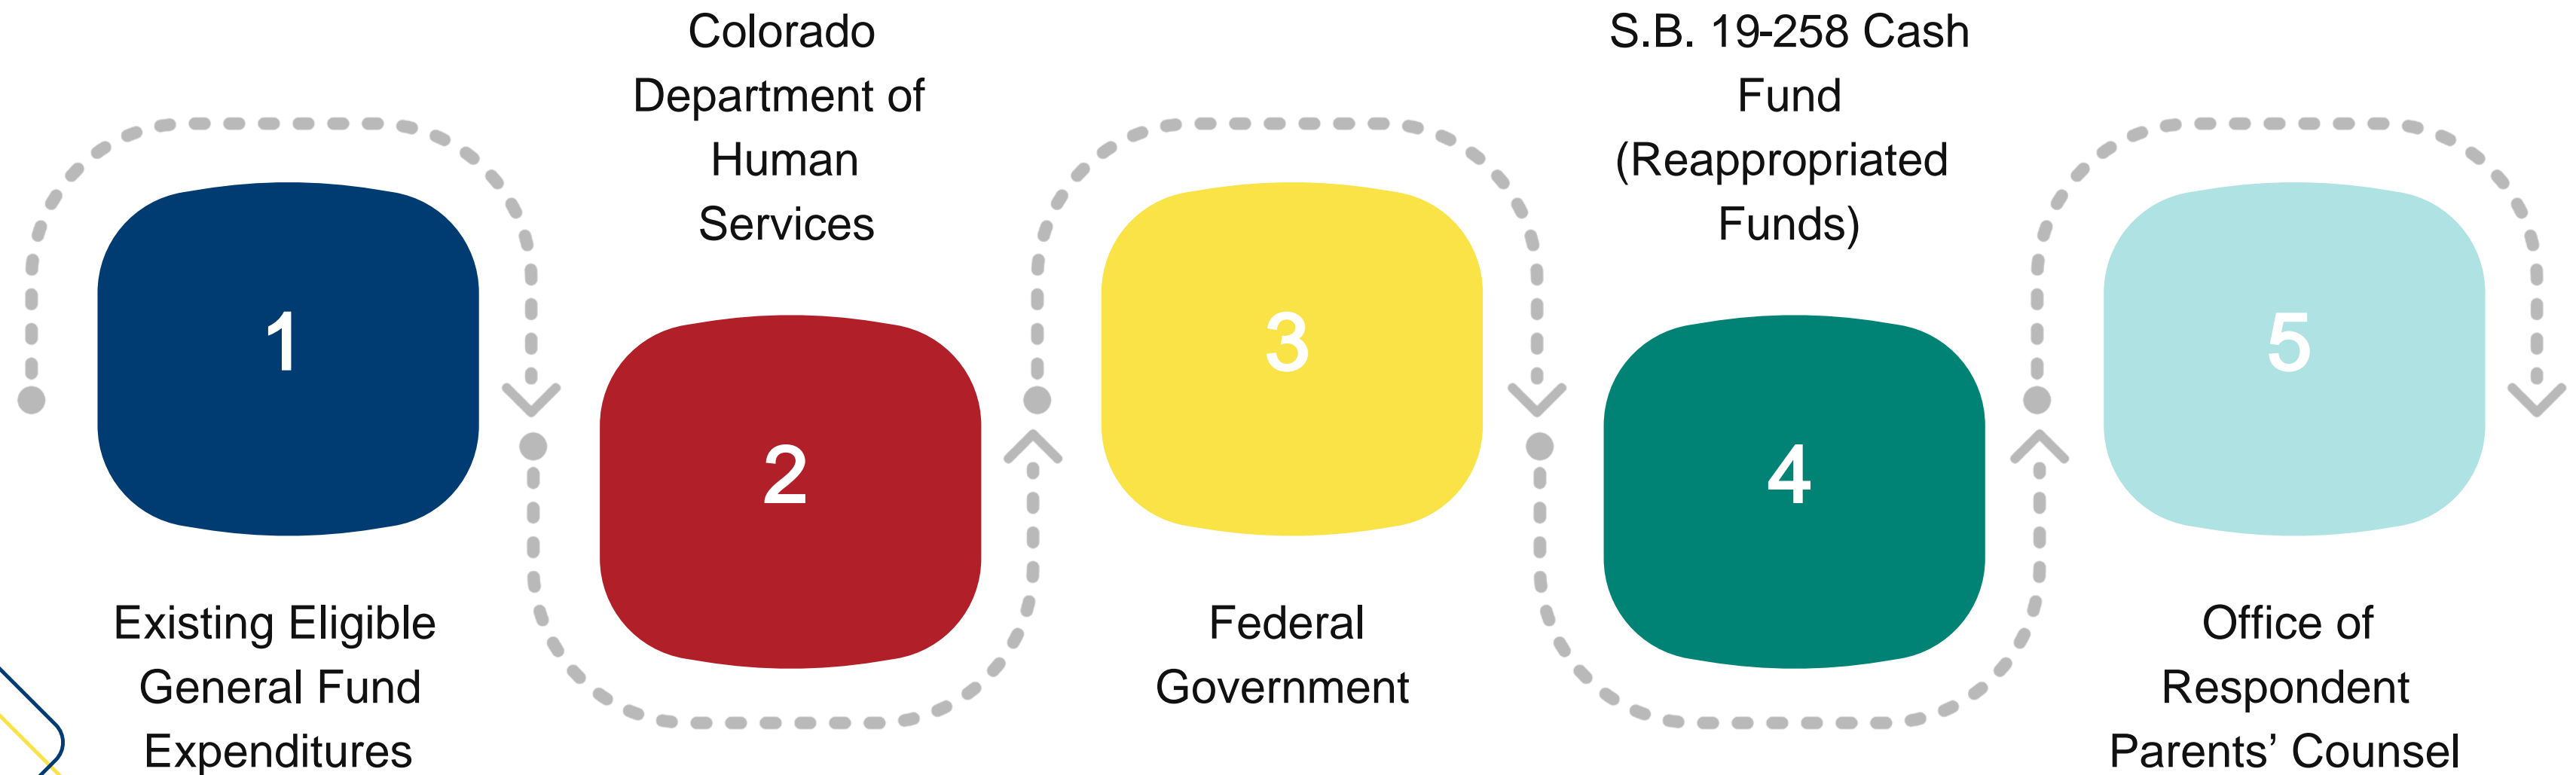 1
Existing Eligible
General Fund
Expenditures
Colorado
Department of
Human
Services
2
3
Federal
Government
S.B. 19-258 Cash
Fund
(Reappropriated
Funds)
4
5
Office of
Respondent
Parents’ Counsel